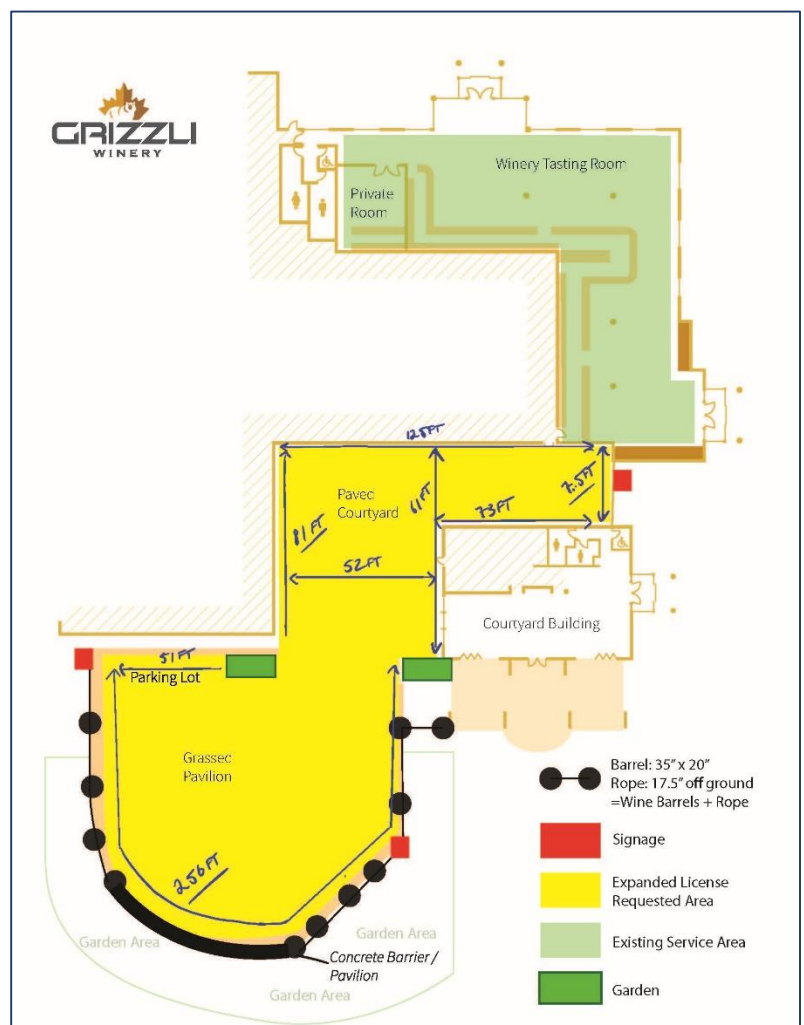 GRIZZLI
WINERY
Winery Tasting Room
Private
Room
128FT
Paved
Courtyard
81 FT
61FT
7.5FT
73FT
52FT
Courtyard Building
51FT
Parking Lot
Grassed
Pavilion
256FT
Garden Area
Garden Area
Garden Area
Concrete Barrier /
Pavilion
Barrel: 35" x 20"
Rope: 17.5" off ground
=Wine Barrels + Rope
Signage
Expanded License
Requested Area
Existing Service Area
Garden